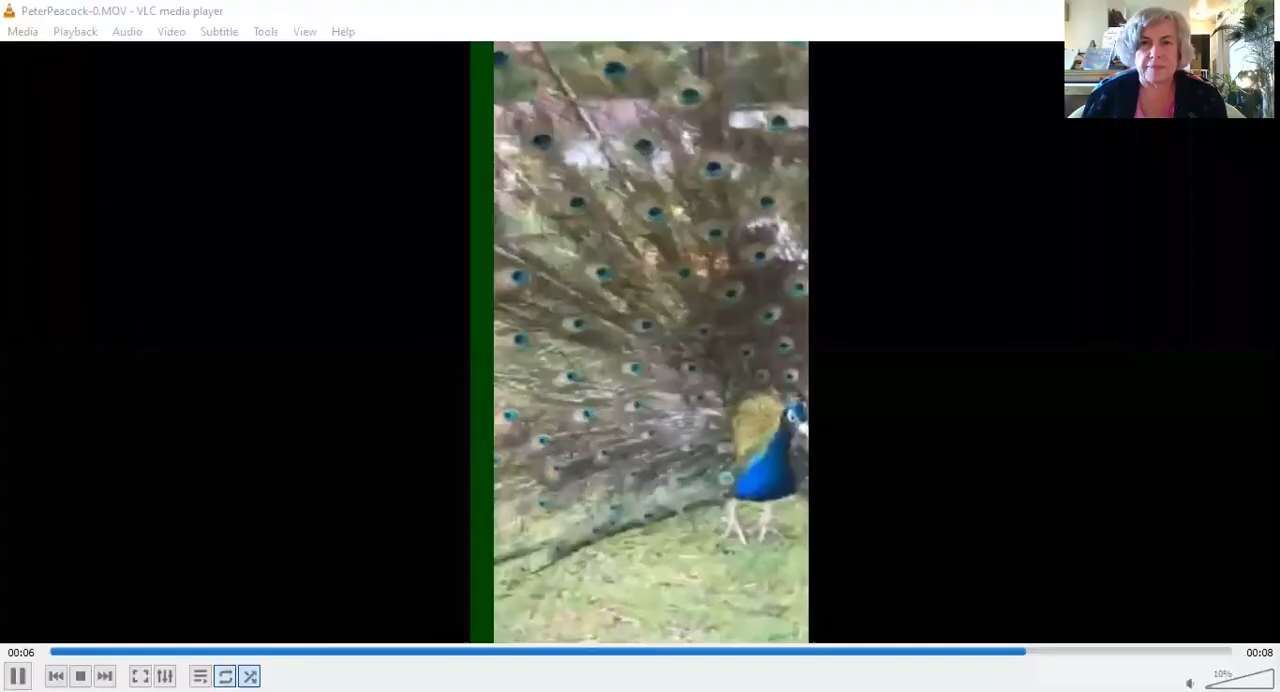 PeterPeacock-0.MOV - VLC media player
Media Playback Audio Video Subtitle Tools View Help
00:06 00:08
10%